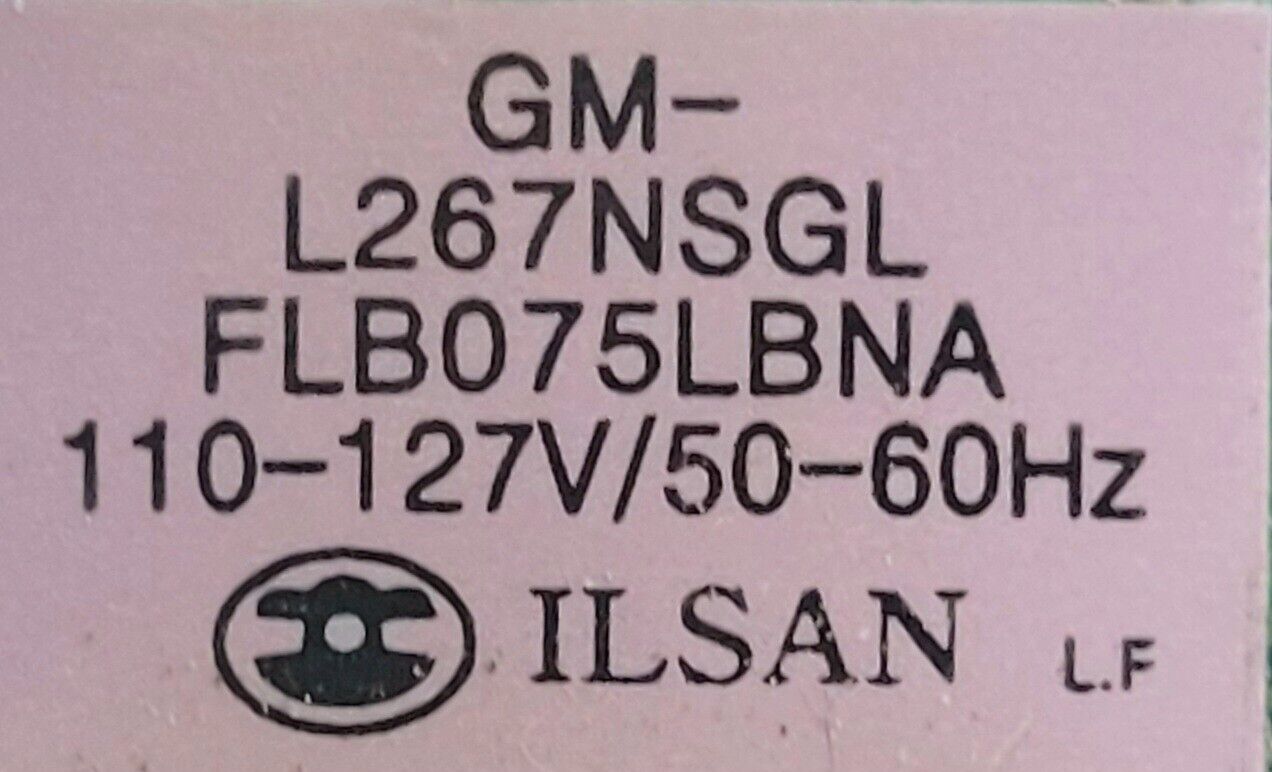 GM-
L267NSGL
FLB075LBNA
110-127V/50-60Hz
ILSAN L.F